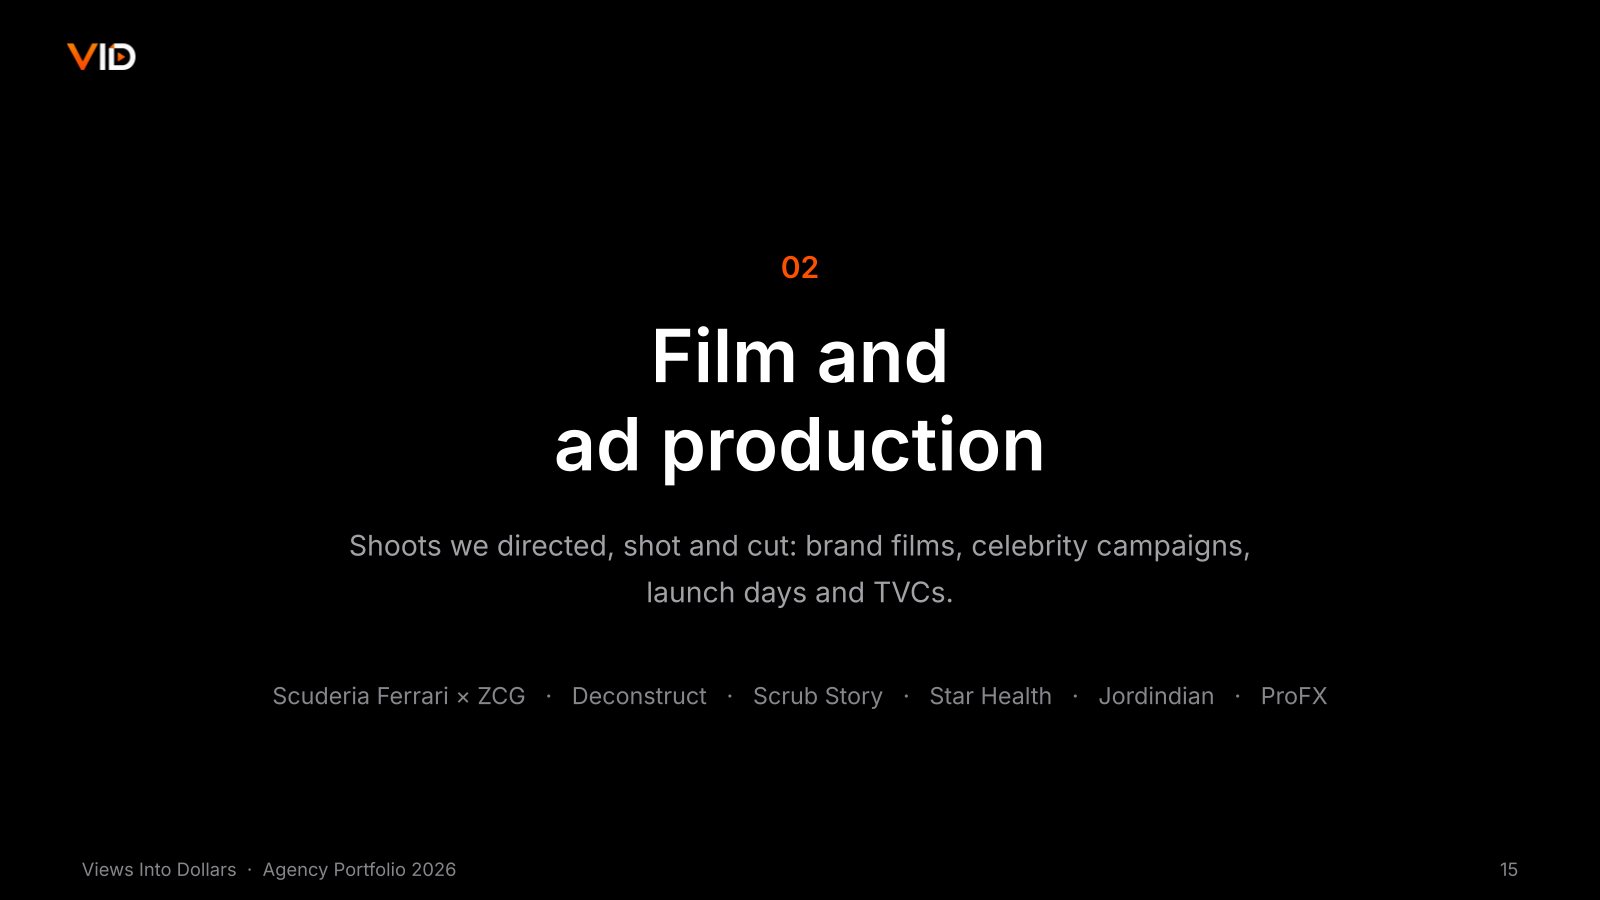 VID
02
Film and
ad production
Shoots we directed, shot and cut: brand films, celebrity campaigns,
launch days and TVCs.
Scuderia Ferrari × ZCG · Deconstruct · Scrub Story · Star Health · Jordindian · ProFX
Views Into Dollars · Agency Portfolio 2026
15